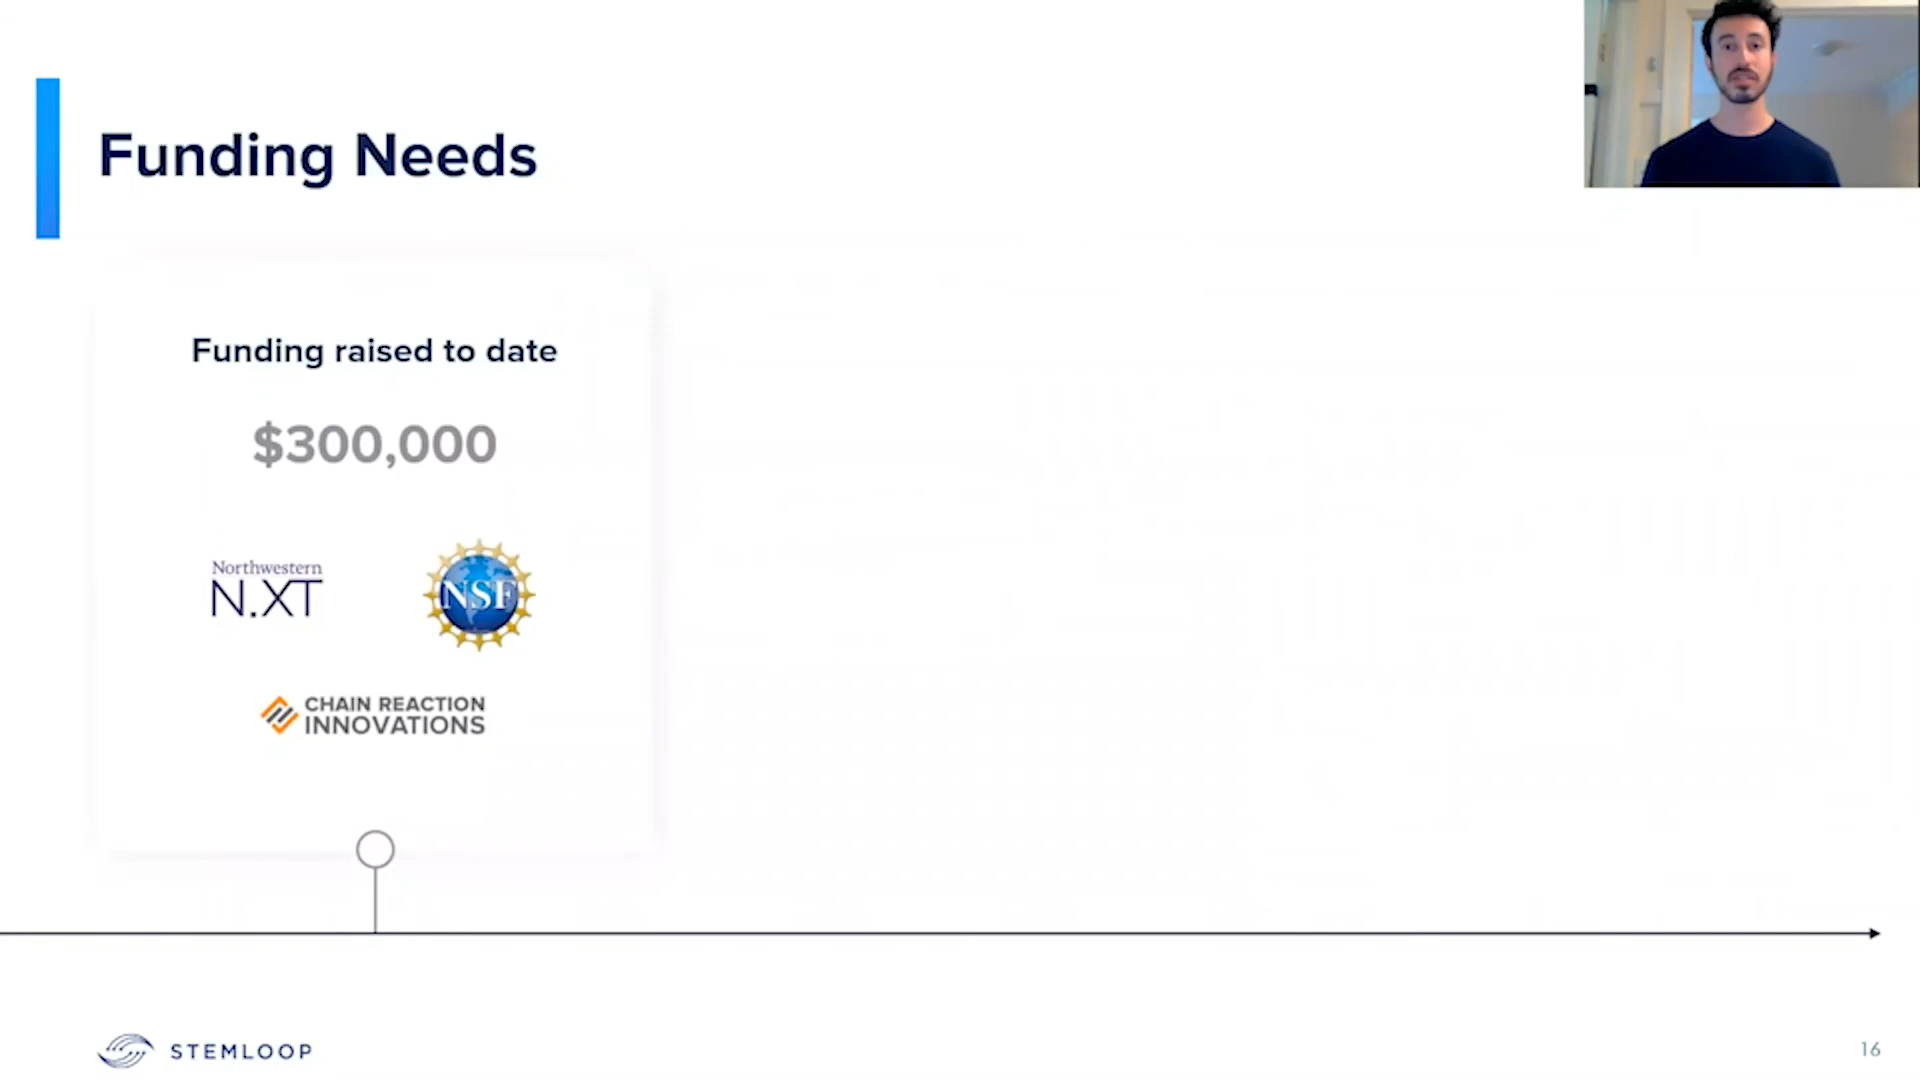 Funding Needs
Funding raised to date
$300,000
Northwestern
N.XT
NSF
CHAIN REACTION
INNOVATIONS
STEMLOOP
16